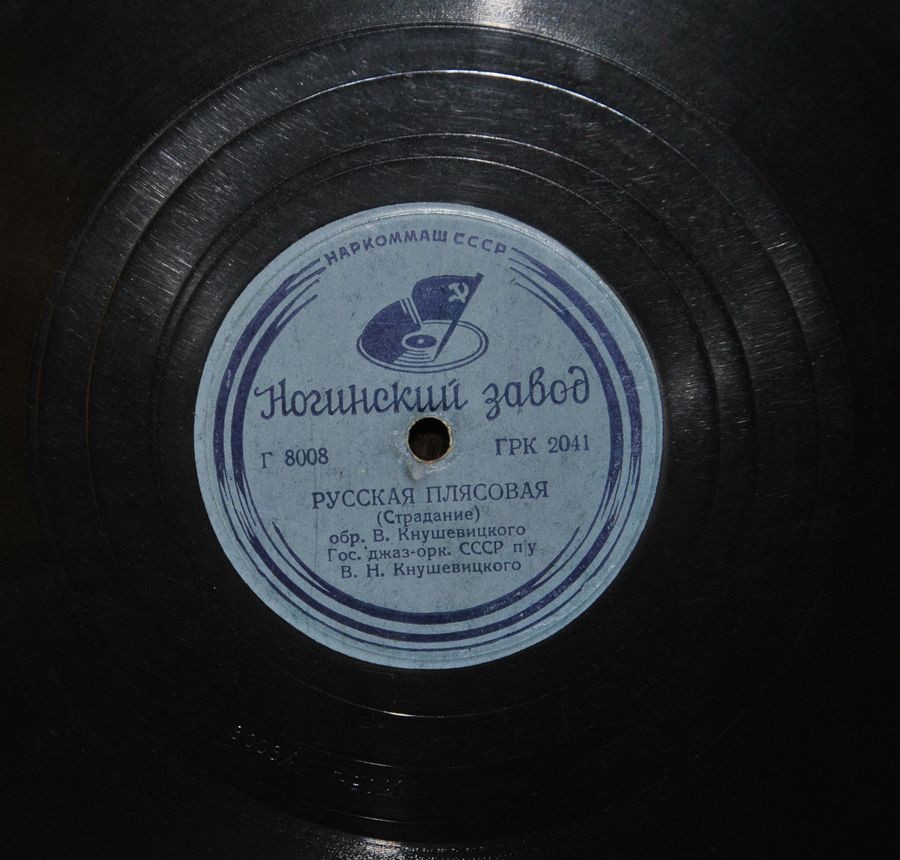 НАРКОММАШ СССР
Ногинский завод
Г 8008 ГРК 2041
РУССКАЯ ПЛЯСОВАЯ
(Страдание)
обр. В. Кнушевицкого
Гос. джаз-орк. СССР п/у
В. Н. Кнушевицкого